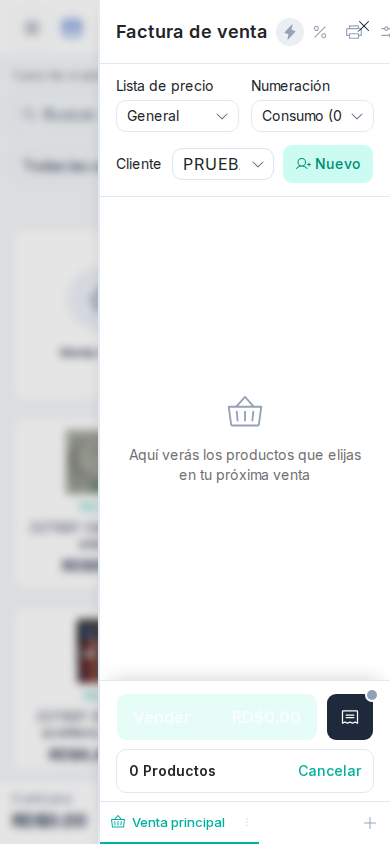 Factura de venta
Lista de precio
Numeración
General
Consumo (0
Cliente
PRUEB
Nuevo
Aquí verás los productos que elijas
en tu próxima venta
Vender RD$0.00
0 Productos
Cancelar
Venta principal